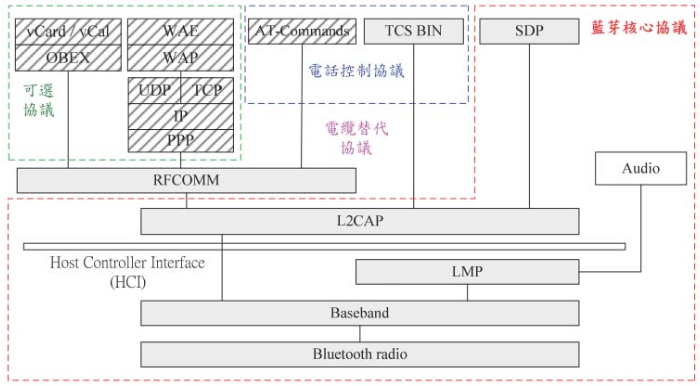 vCard / vCal
OBEX
WAE
WAP
UDP
TCP
IP
PPP
AT-Commands
TCS BIN
SDP
藍芽核心協議
電話控制協議
可選
協議
電纜替代
協議
RFCOMM
Audio
L2CAP
Host Controller Interface
(HCI)
LMP
Baseband
Bluetooth radio